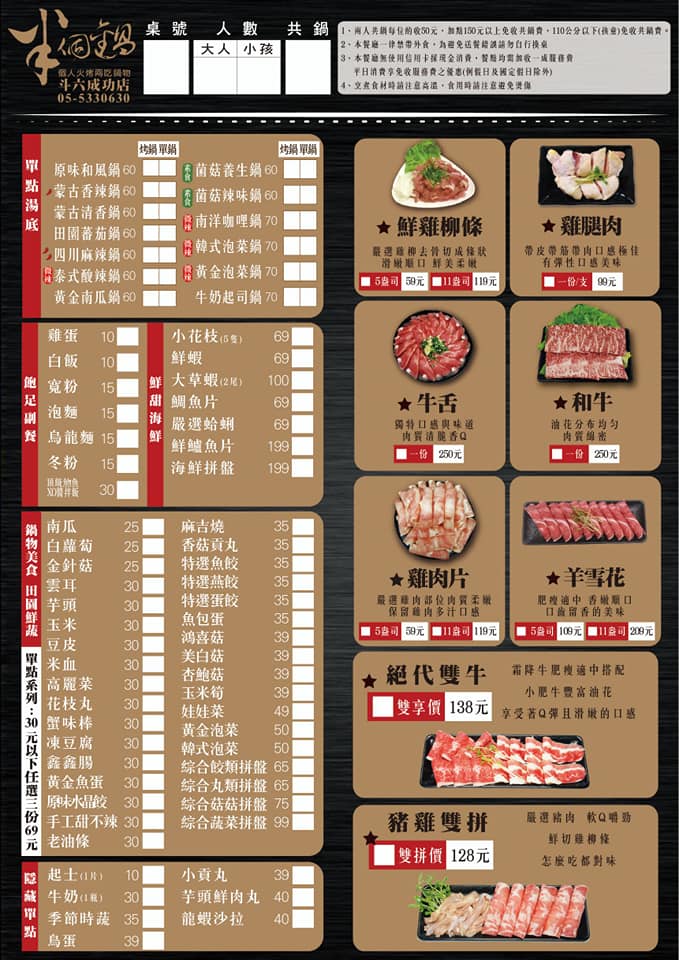 半個鍋
個人火烤兩吃鍋物
斗六成功店
05-5330630
桌號 人數 共鍋
大人 小孩
1、兩人共鍋每位酌收50元,加點150元以上免收共鍋費,110公分以下(孩童)免收共鍋費。
2、本餐廳一律禁帶外食,為避免送餐錯誤請勿自行換桌
3、本餐廳無使用信用卡採現金消費,餐點均需加收一成服務費
平日消費享免收服務費之優惠(例假日及國定假日除外)
4、烹煮食材時請注意高溫,食用時請注意避免燙傷
單點湯底
烤鍋 單鍋
原味和風鍋 60
蒙古香辣鍋 60
蒙古清香鍋 60
田園蕃茄鍋 60
四川麻辣鍋 60
微辣 泰式酸辣鍋 60
黃金南瓜鍋 60
烤鍋 單鍋
素食 菌菇養生鍋 60
素食 菌菇辣味鍋 60
微辣 南洋咖哩鍋 70
微辣 韓式泡菜鍋 70
微辣 黃金泡菜鍋 70
牛奶起司鍋 70
飽足副餐
雞蛋 10
白飯 10
寬粉 15
泡麵 15
烏龍麵 15
冬粉 15
頂級鮑魚
XO醬拌飯 30
鮮甜海鮮
小花枝(5隻) 69
鮮蝦 69
大草蝦(2尾) 100
鯛魚片 69
嚴選蛤蜊 69
鮮鱸魚片 199
海鮮拼盤 199
鍋物美食 田園鮮蔬
單點系列:30元以下任選三份69元
南瓜 25
白蘿蔔 25
金針菇 25
雲耳 30
芋頭 30
玉米 30
豆皮 30
米血 30
高麗菜 30
花枝丸 30
蟹味棒 30
凍豆腐 30
鑫鑫腸 30
黃金魚蛋 30
原味水晶餃 30
手工甜不辣 30
老油條 30
麻吉燒 35
香菇貢丸 35
特選魚餃 35
特選燕餃 35
特選蛋餃 35
魚包蛋 35
鴻喜菇 39
美白菇 39
杏鮑菇 39
玉米筍 49
娃娃菜 49
黃金泡菜 50
韓式泡菜 50
綜合餃類拼盤 65
綜合丸類拼盤 65
綜合菇菇拼盤 75
綜合蔬菜拼盤 99
隱藏單點
起士(1片) 10
牛奶(1瓶) 30
季節時蔬 35
鳥蛋 39
小貢丸 39
芋頭鮮肉丸 40
龍蝦沙拉 40
鮮雞柳條
嚴選雞柳去骨切成條狀
滑嫩順口 鮮美柔嫩
5盎司 59元 11盎司 119元
雞腿肉
帶皮帶筋帶肉口感極佳
有彈性口感美味
一份/支 99元
牛舌
獨特口感與味道
肉質清脆香Q
一份 250元
和牛
油花分布均勻
肉質綿密
一份 250元
雞肉片
嚴選雞肉部位肉質柔嫩
保留雞肉多汁口感
5盎司 59元 11盎司 119元
羊雪花
肥瘦適中 香嫩順口
口齒留香的美味
5盎司 109元 11盎司 209元
絕代雙牛
雙享價 138元
霜降牛肥瘦適中搭配
小肥牛豐富油花
享受著Q彈且滑嫩的口感
豬雞雙拼
雙拼價 128元
嚴選豬肉 軟Q嚼勁
鮮切雞柳條
怎麼吃都對味